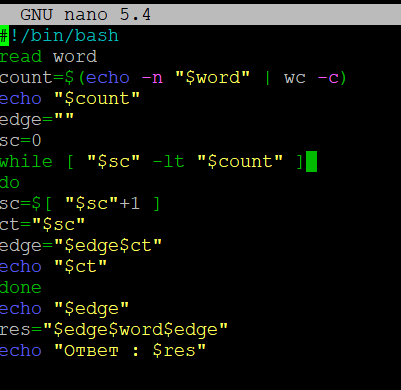 GNU nano 5.4
#!/bin/bash
read word
count=$(echo -n "$word" | wc -c)
echo "$count"
edge=""
sc=0
while [ "$sc" -lt "$count" ]
do
sc=$[ "$sc"+1 ]
ct="$sc"
edge="$edge$ct"
echo "$ct"
done
echo "$edge"
res="$edge$word$edge"
echo "Ответ : $res"